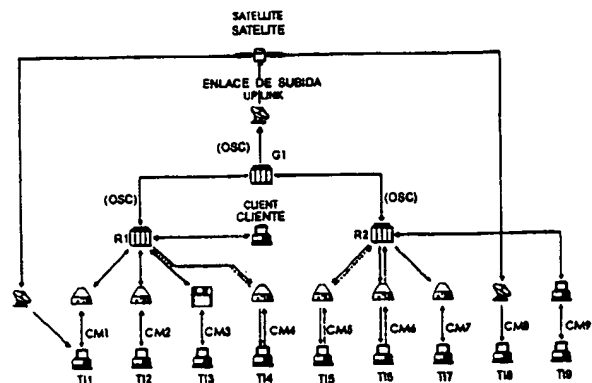 SATELLITE
SATELITE
ENLACE DE SUBIDA
UPLINK
(OSC)
G1
(OSC)
(OSC)
CLIENT
CLIENTE
R1
R2
CM1
CM2
CM3
CM4
CM5
CM6
CM7
CM8
CM9
TI1
TI2
TI3
TI4
TI5
TI6
TI7
TI8
TI9